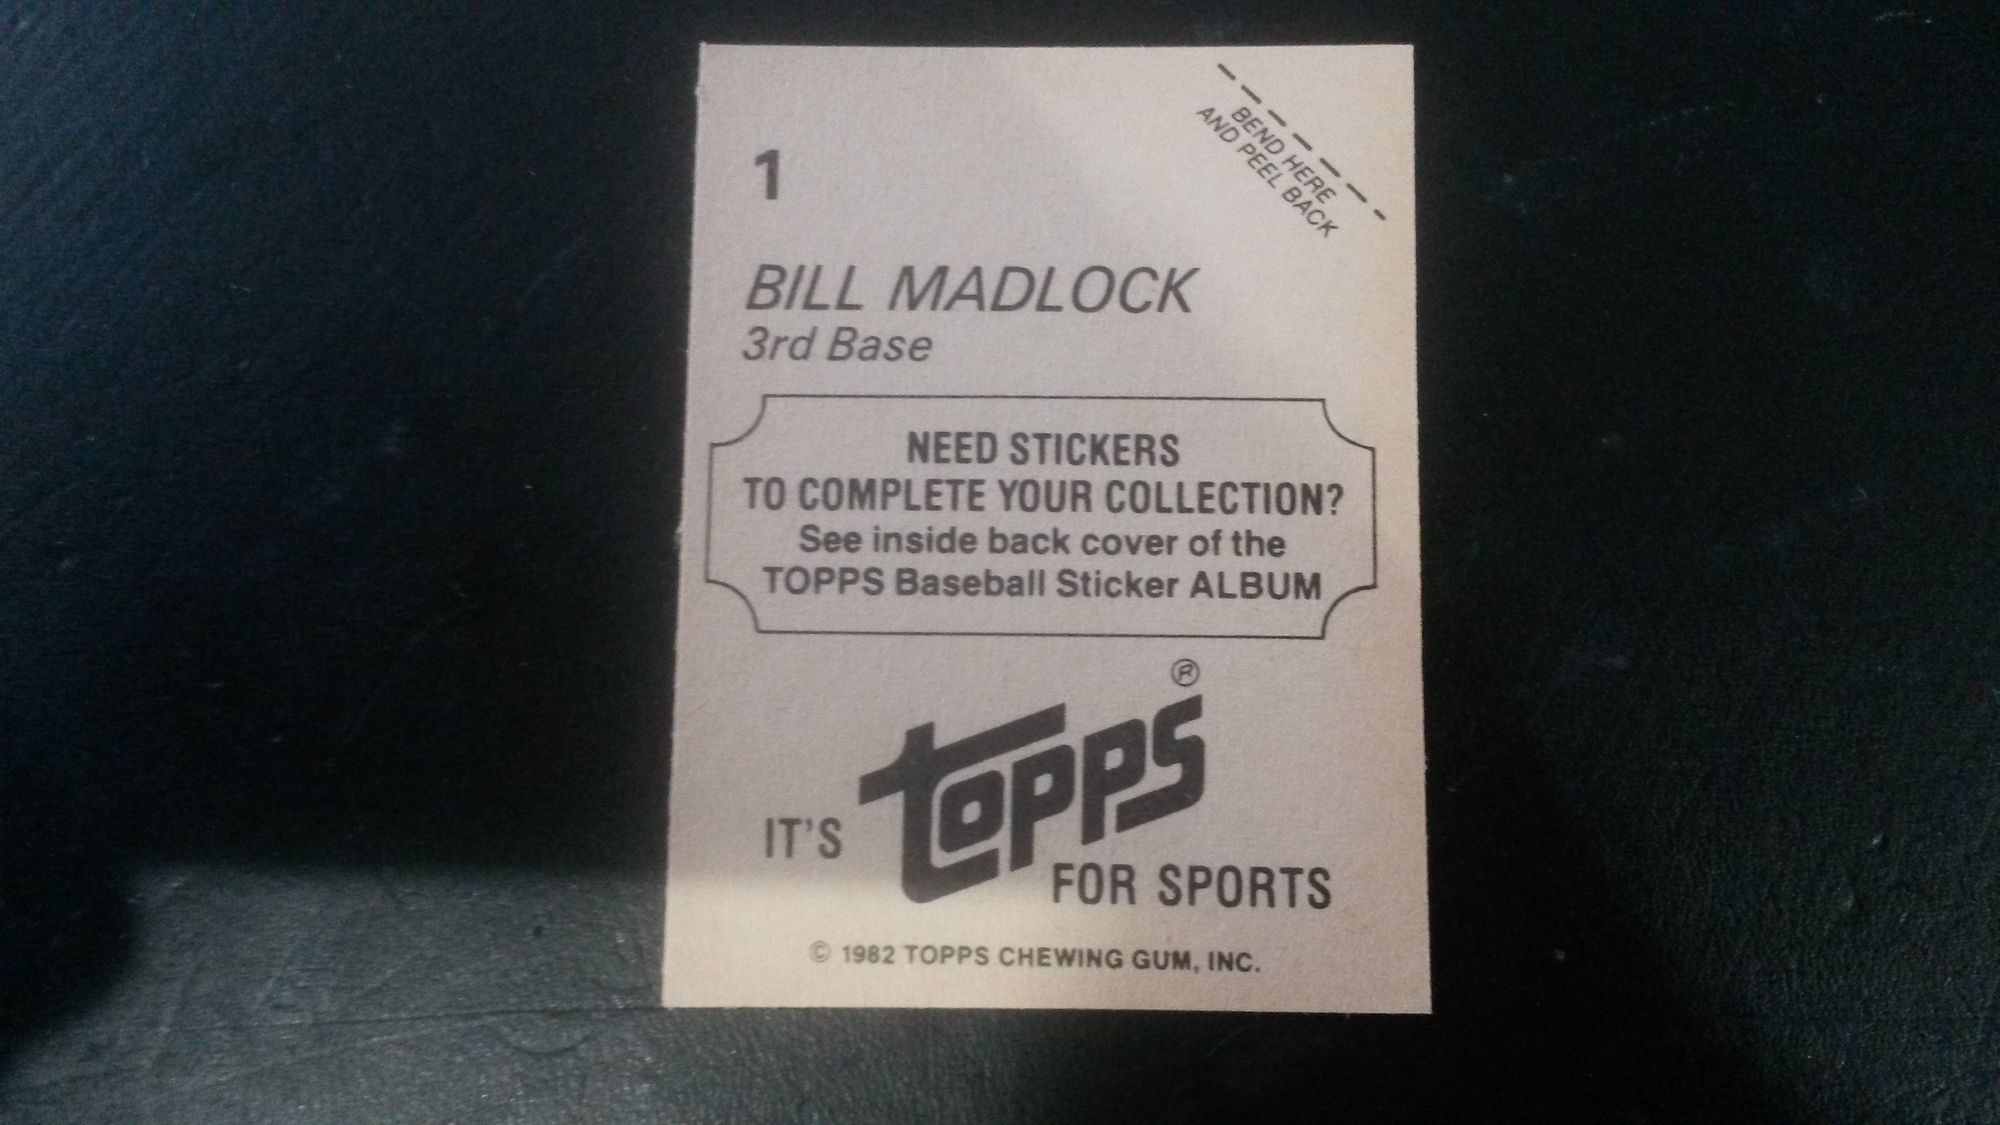 BEND HERE
AND PEEL BACK
1
BILL MADLOCK
3rd Base
NEED STICKERS
TO COMPLETE YOUR COLLECTION?
See inside back cover of the
TOPPS Baseball Sticker ALBUM
IT'S topps®
FOR SPORTS
© 1982 TOPPS CHEWING GUM, INC.